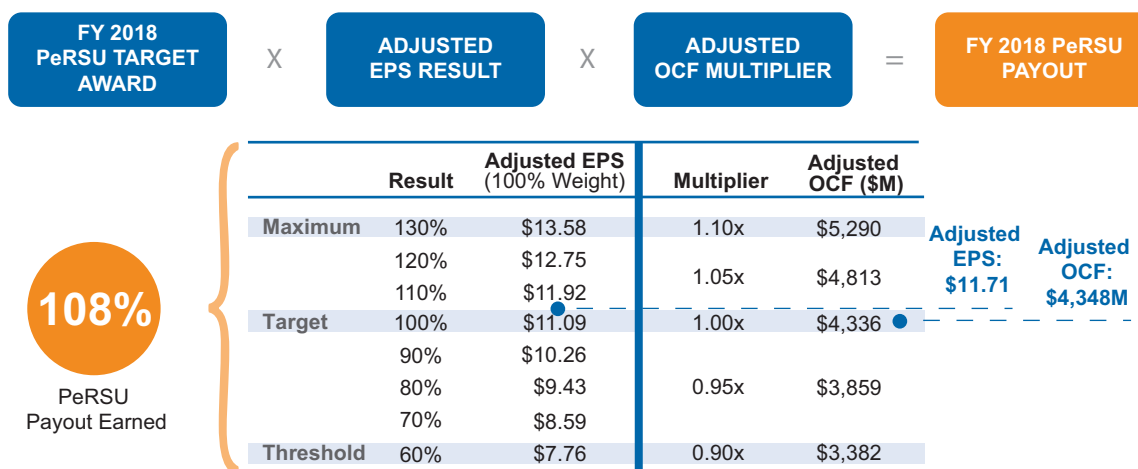 FY 2018
PeRSU TARGET
AWARD
X
ADJUSTED
EPS RESULT
X
ADJUSTED
OCF MULTIPLIER
=
FY 2018 PeRSU
PAYOUT
Result
Adjusted EPS
(100% Weight)
Multiplier
Adjusted
OCF ($M)
Maximum 130% $13.58 1.10x $5,290
120% $12.75
1.05x $4,813
110% $11.92
Target 100% $11.09 1.00x $4,336
90% $10.26
80% $9.43 0.95x $3,859
70% $8.59
Threshold 60% $7.76 0.90x $3,382
Adjusted
EPS:
$11.71
Adjusted
OCF:
$4,348M
108%
PeRSU
Payout Earned